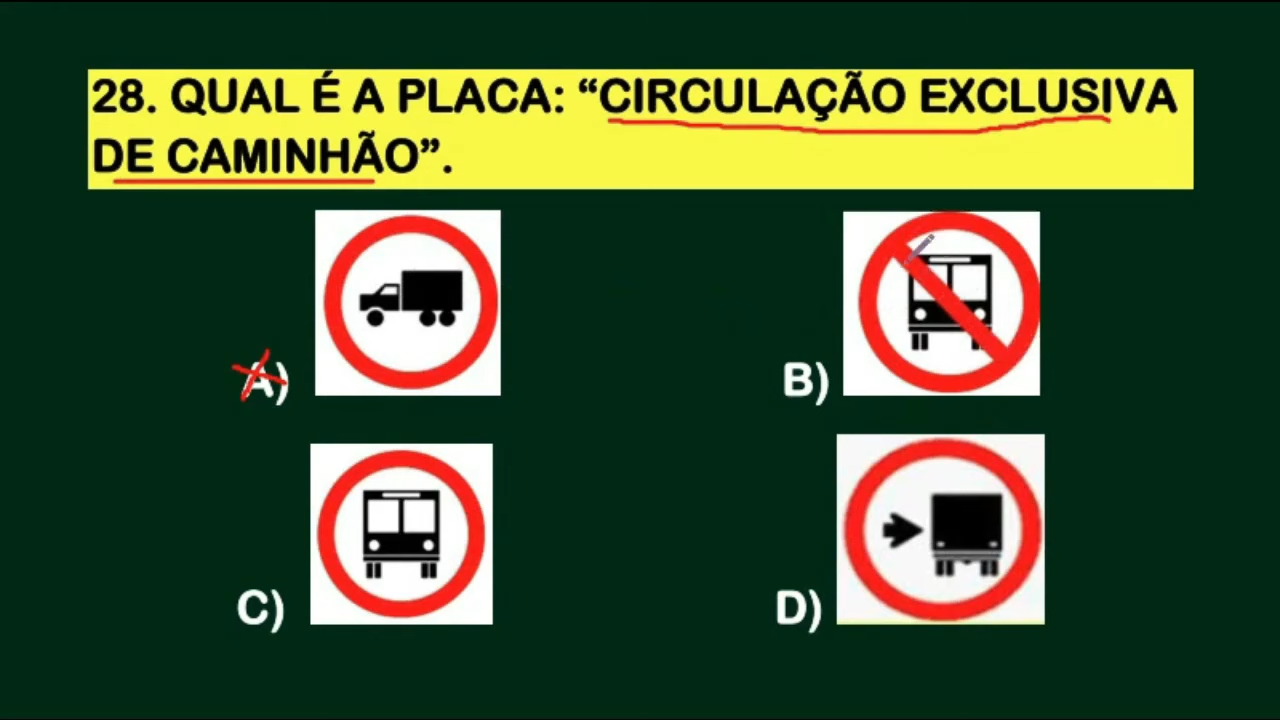 28. QUAL É A PLACA: “CIRCULAÇÃO EXCLUSIVA
DE CAMINHÃO”.
A)
B)
C)
D)